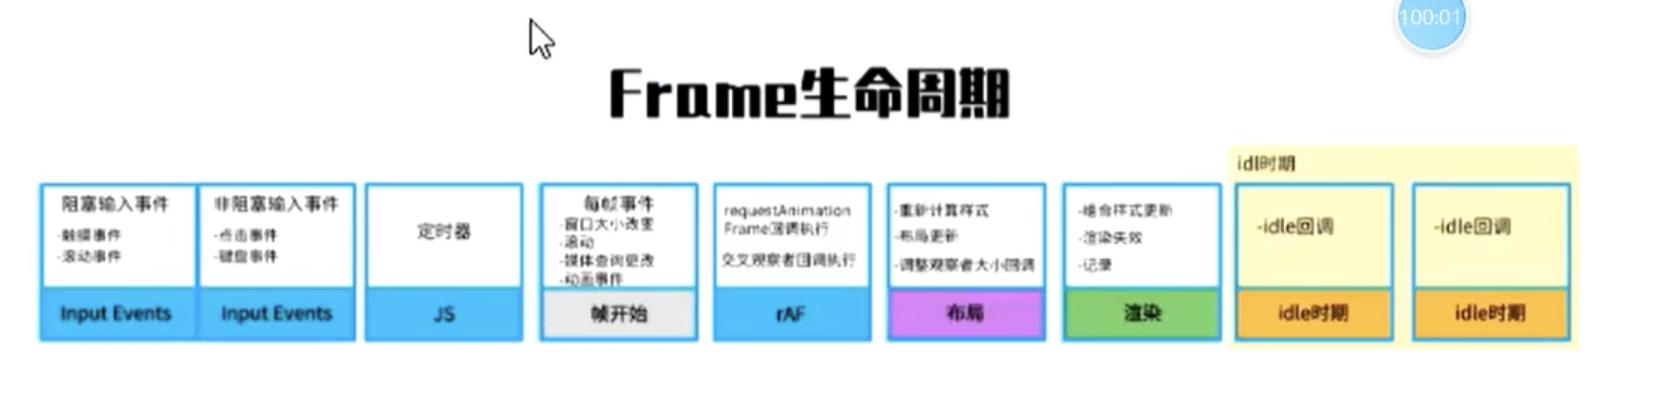 100:01
Frame生命周期
idl时期
阻塞输入事件
-触摸事件
-滚动事件
Input Events
非阻塞输入事件
-点击事件
-键盘事件
Input Events
定时器
JS
每帧事件
-窗口大小改变
-滚动
-媒体查询更改
-动画事件
帧开始
requestAnimation
Frame回调执行
交叉观察者回调执行
rAF
-重新计算样式
-布局更新
-调整观察者大小回调
布局
-组合样式更新
-渲染失效
-记录
渲染
-idle回调
idle时期
-idle回调
idle时期